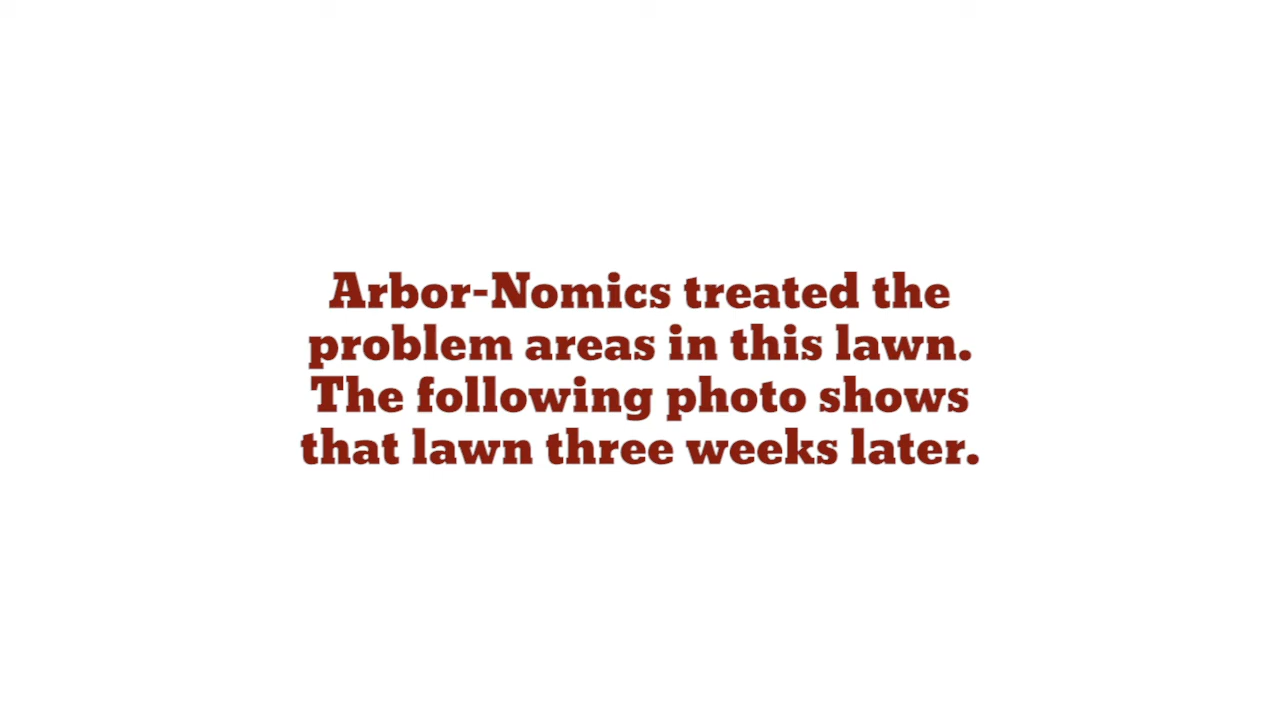 Arbor-Nomics treated the
problem areas in this lawn.
The following photo shows
that lawn three weeks later.